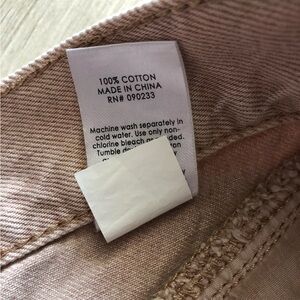 100% COTTON
MADE IN CHINA
RN# 090233
Machine wash separately in
cold water. Use only non-
chlorine bleach
Tumble